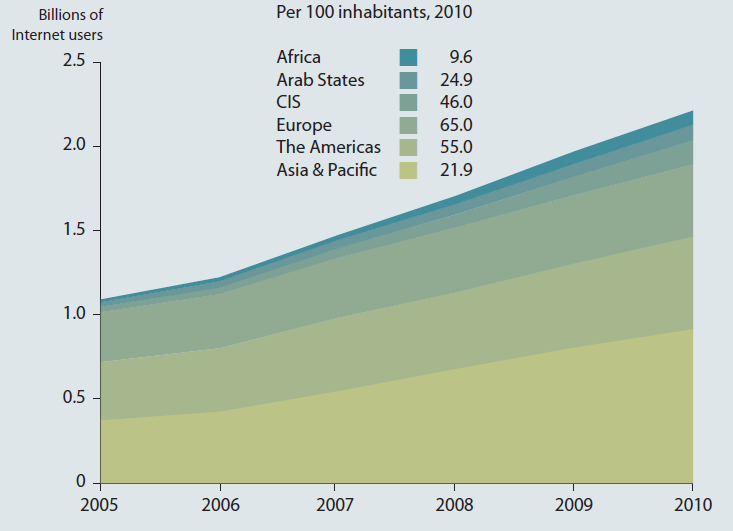 Billions of
Internet users
Per 100 inhabitants, 2010
Africa 9.6
Arab States 24.9
CIS 46.0
Europe 65.0
The Americas 55.0
Asia & Pacific 21.9
2.5
2.0
1.5
1.0
0.5
0
2005 2006 2007 2008 2009 2010